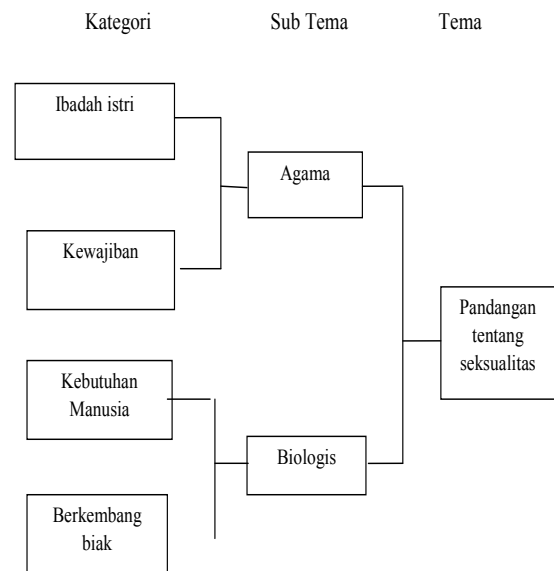 Kategori Sub Tema Tema
Ibadah istri
Agama
Kewajiban
Pandangan
tentang
seksualitas
Kebutuhan
Manusia
Biologis
Berkembang
biak